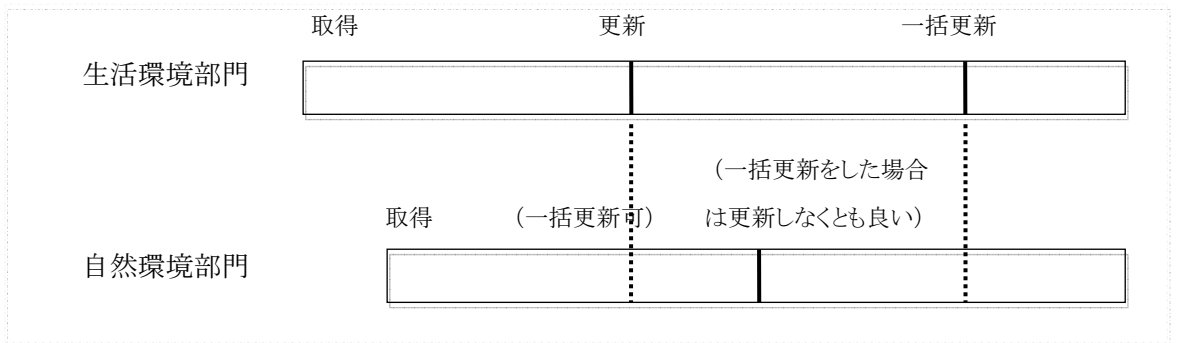 取得 更新 一括更新
生活環境部門
(一括更新をした場合
取得 (一括更新可) は更新しなくとも良い)
自然環境部門